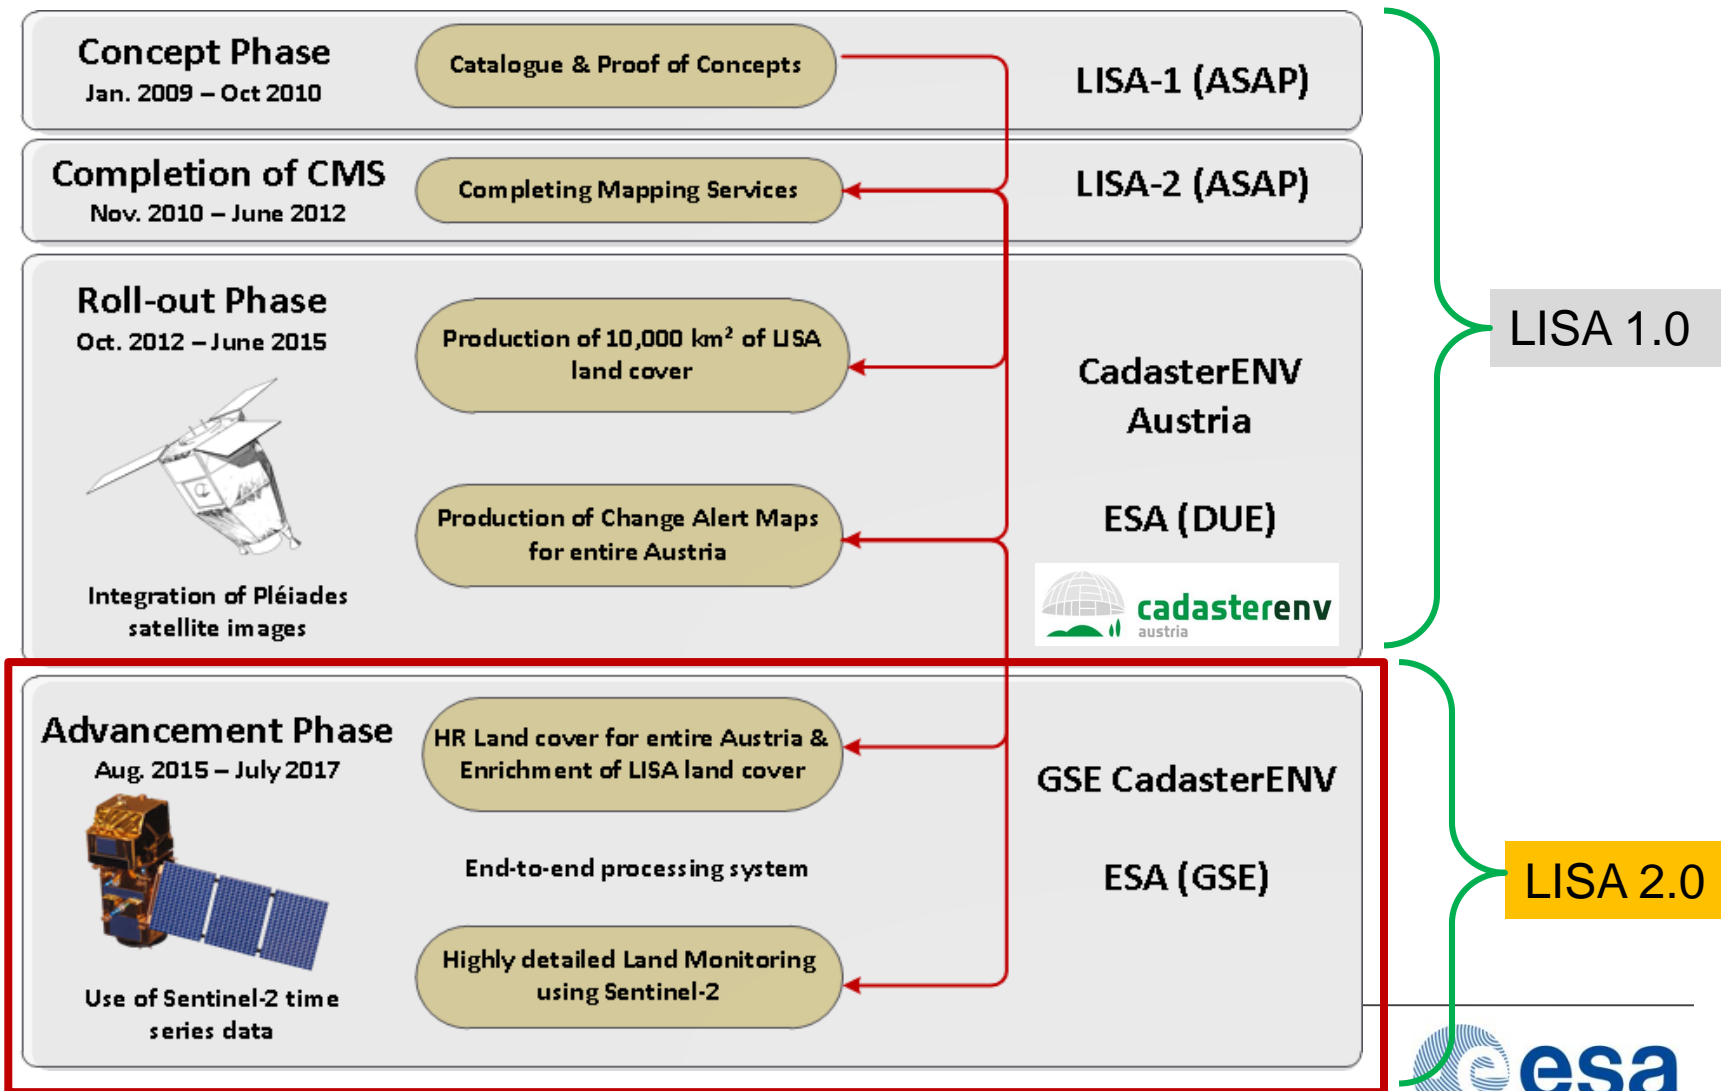 Concept Phase
Jan. 2009 – Oct 2010
Catalogue & Proof of Concepts
LISA-1 (ASAP)
Completion of CMS
Nov. 2010 – June 2012
Completing Mapping Services
LISA-2 (ASAP)
Roll-out Phase
Oct. 2012 – June 2015
Production of 10,000 km² of LISA
land cover
Production of Change Alert Maps
for entire Austria
Integration of Pléiades
satellite images
CadasterENV
Austria
ESA (DUE)
cadasterenv
austria
LISA 1.0
Advancement Phase
Aug. 2015 – July 2017
HR Land cover for entire Austria &
Enrichment of LISA land cover
End-to-end processing system
Highly detailed Land Monitoring
using Sentinel-2
Use of Sentinel-2 time
series data
GSE CadasterENV
ESA (GSE)
LISA 2.0
esa